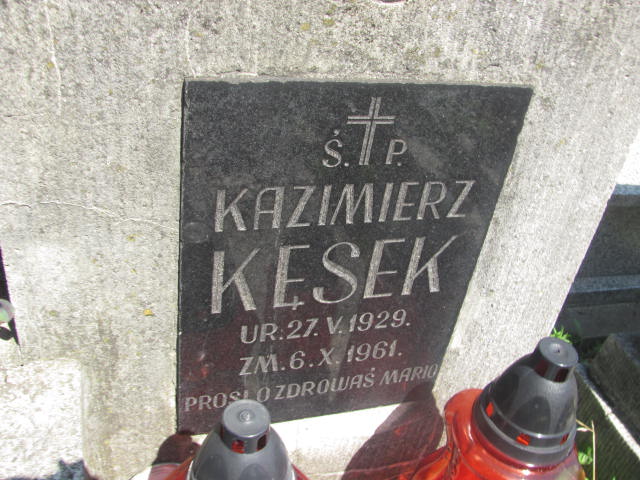 Ś. P.
KAZIMIERZ
KĘSEK
UR. 27. V. 1929.
ZM. 6. X. 1961.
PROSI O ZDROWAŚ MARIO